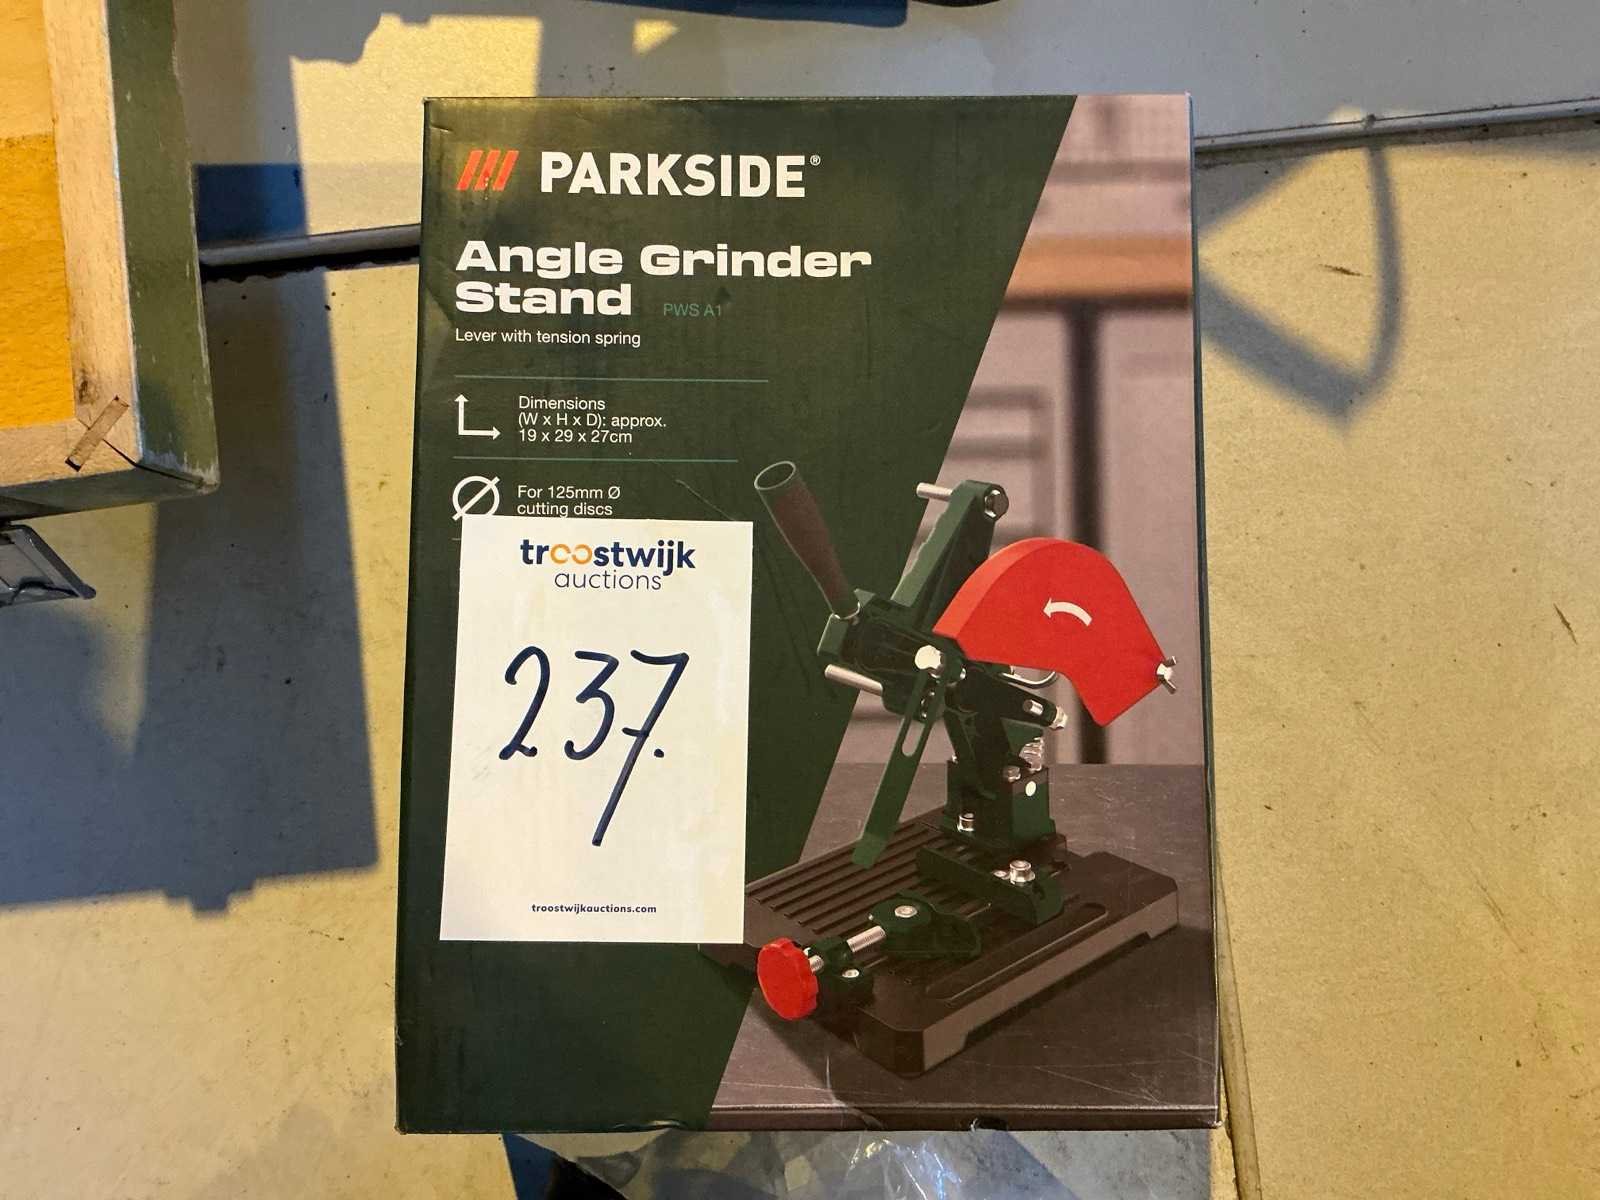 PARKSIDE®
Angle Grinder
Stand PWS A1
Lever with tension spring
Dimensions
(W x H x D): approx.
19 x 29 x 27cm
For 125mm Ø
cutting discs
troostwijk
auctions
237.
troostwijkauctions.com